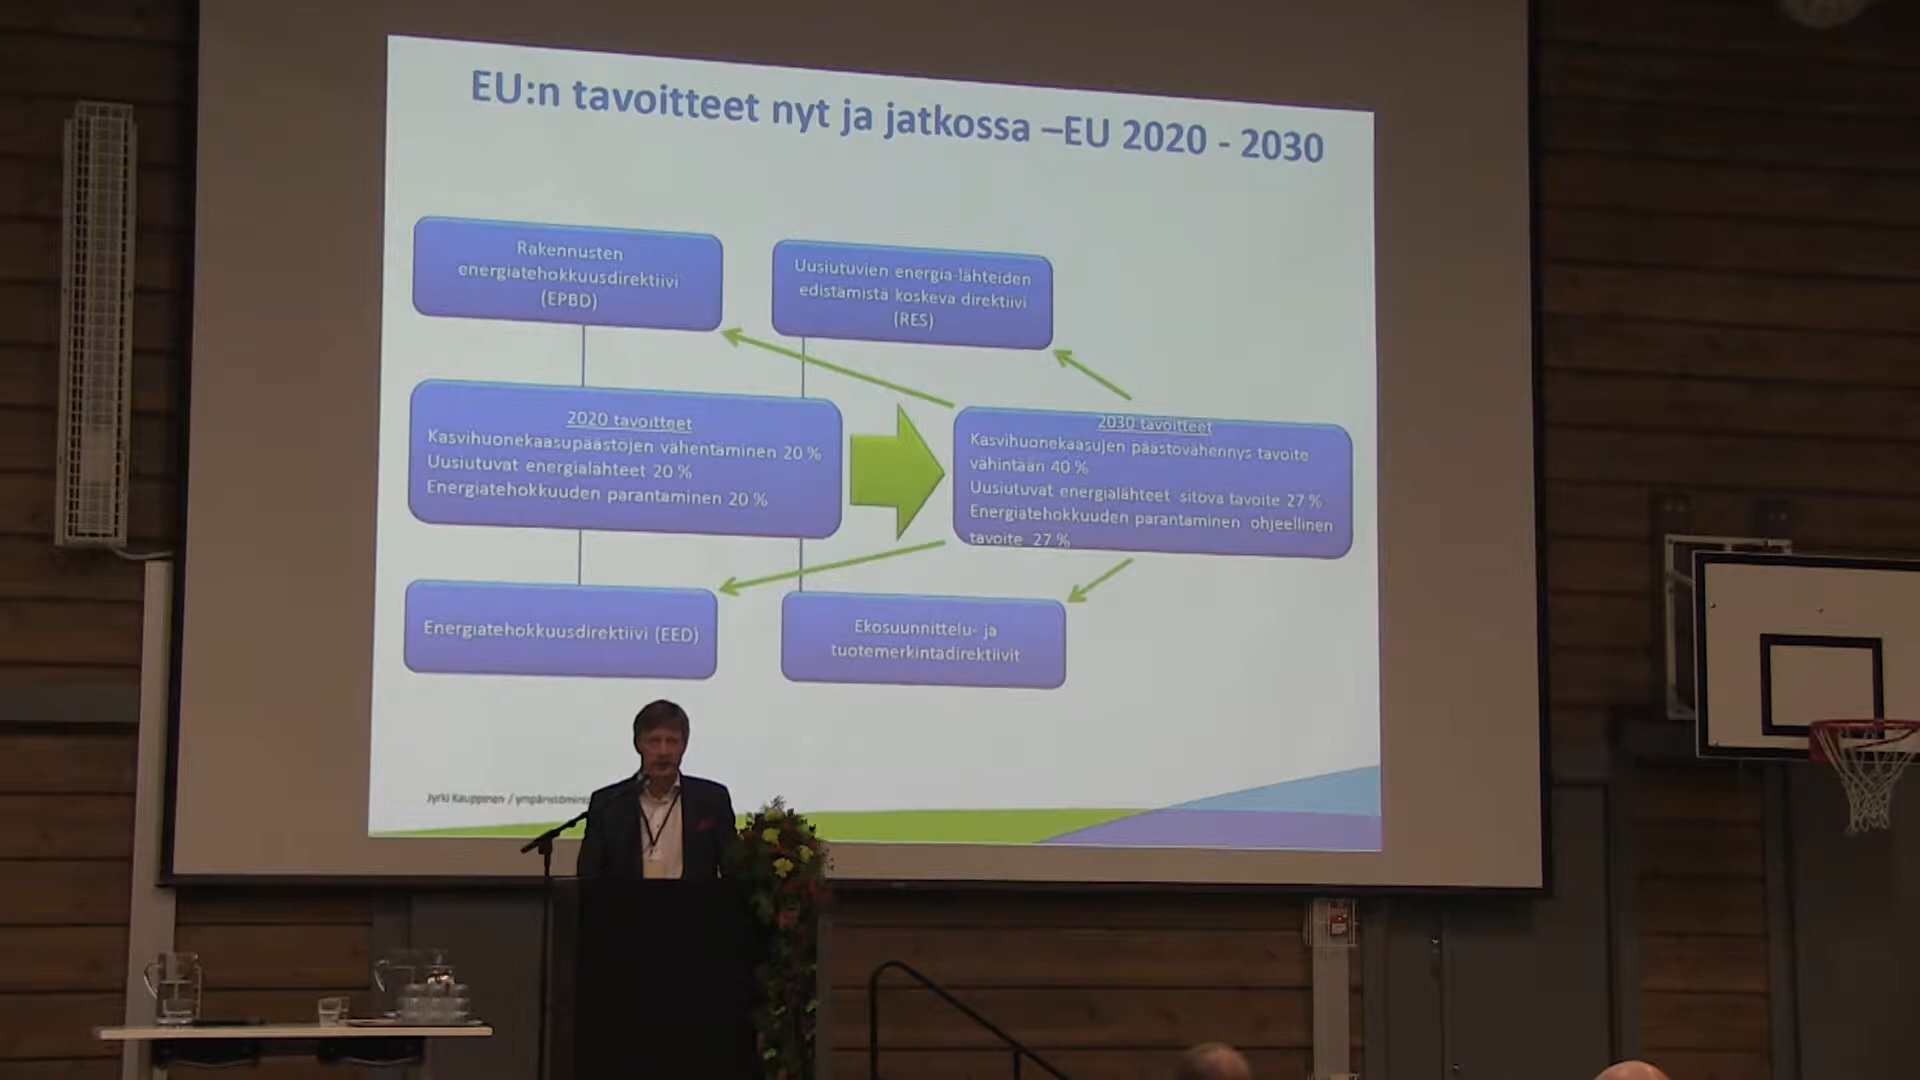 EU:n tavoitteet nyt ja jatkossa –EU 2020 - 2030
Rakennusten
energiatehokkuusdirektiivi
(EPBD)
Uusiutuvien energia-lähteiden
edistämistä koskeva direktiivi
(RES)
2020 tavoitteet
Kasvihuonekaasupäästöjen vähentäminen 20 %
Uusiutuvat energialähteet 20 %
Energiatehokkuuden parantaminen 20 %
2030 tavoitteet
Kasvihuonekaasujen päästövähennys tavoite
vähintään 40 %
Uusiutuvat energialähteet sitova tavoite 27 %
Energiatehokkuuden parantaminen ohjeellinen
tavoite 27 %
Energiatehokkuusdirektiivi (EED)
Ekosuunnittelu- ja
tuotemerkintädirektiivit
Jyrki Kauppinen /